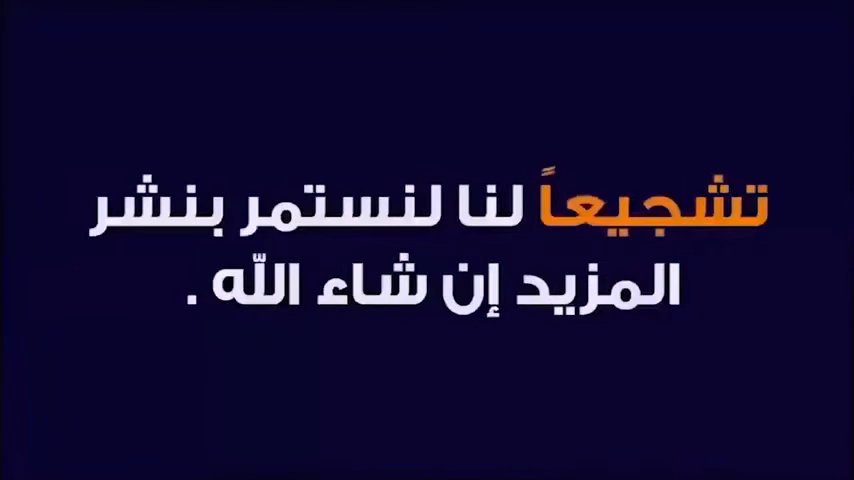 تشجيعاً لنا لنستمر بنشر
المزيد إن شاء الله .